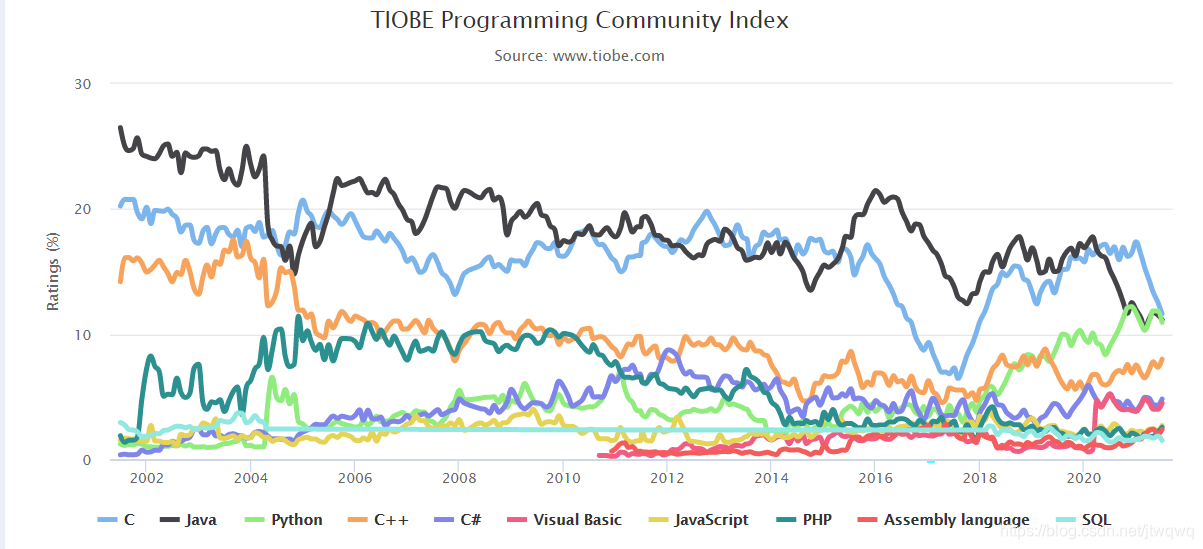 TIOBE Programming Community Index
Source: www.tiobe.com
Ratings (%)
30
20
10
0
2002 2004 2006 2008 2010 2012 2014 2016 2018 2020
C Java Python C++ C# Visual Basic JavaScript PHP Assembly language SQL
https://blog.csdn.net/jtwqwq